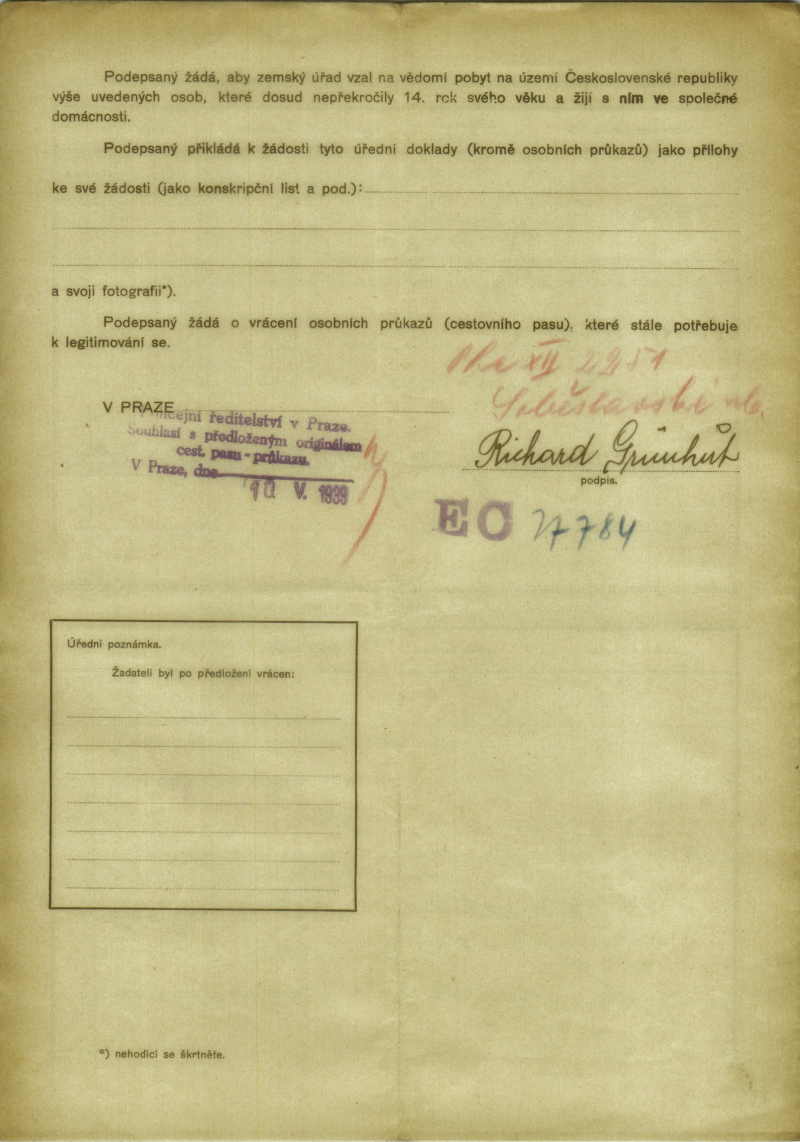 Podepsaný žádá, aby zemský úřad vzal na vědomí pobyt na území Československé republiky
výše uvedených osob, které dosud nepřekročily 14. rok svého věku a žijí s ním ve společné
domácnosti.
Podepsaný přikládá k žádosti tyto úřední doklady (kromě osobních průkazů) jako přílohy
ke své žádosti (jako konskripční list a pod.):
a svoji fotografii*).
Podepsaný žádá o vrácení osobních průkazů (cestovního pasu), které stále potřebuje
k legitimování se.
XII
V PRAZE
ředitelství v Praze.
Souhlasí s předloženým originálem
cest. pasu - průkazu.
V Praze, dne
10 V. 1939
Richard Grünhut
podpis.
EC 27784
Úřední poznámka.
Žadateli byl po předložení vrácen:
*) nehodící se škrtněte.